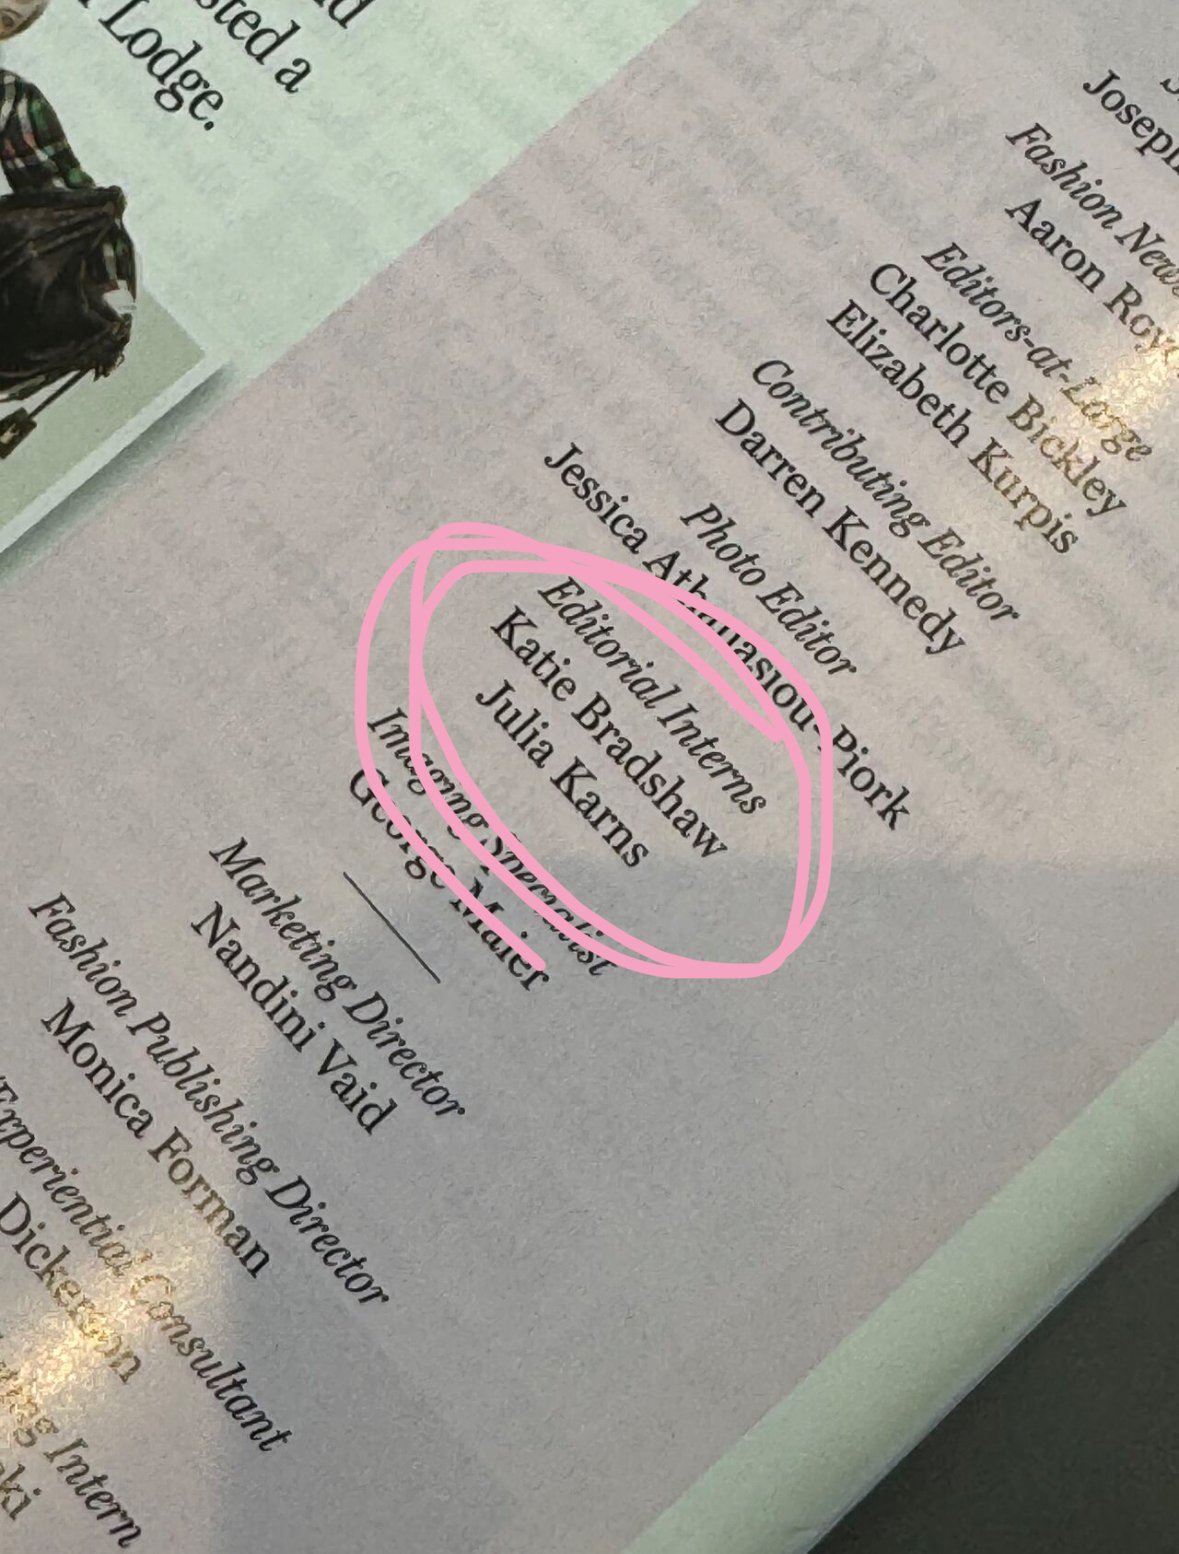 sted a
Lodge.
Fashion News
Aaron Roy
Editors-at-Large
Charlotte Bickley
Elizabeth Kurpis
Contributing Editor
Darren Kennedy
Photo Editor
Jessica Athanasiou-Piork
Editorial Interns
Katie Bradshaw
Julia Karns
Imaging Specialist
George Maier
Marketing Director
Nandini Vaid
Fashion Publishing Director
Monica Forman
Experiential Consultant
Dickerson
Intern